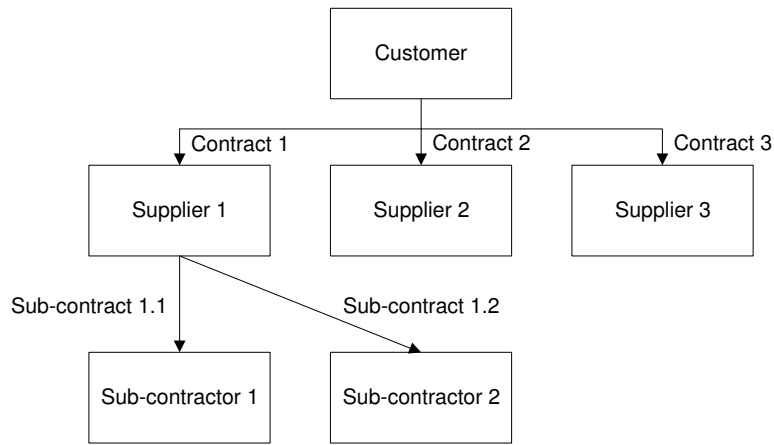 Customer
Contract 1
Contract 2
Contract 3
Supplier 1
Supplier 2
Supplier 3
Sub-contract 1.1
Sub-contract 1.2
Sub-contractor 1
Sub-contractor 2